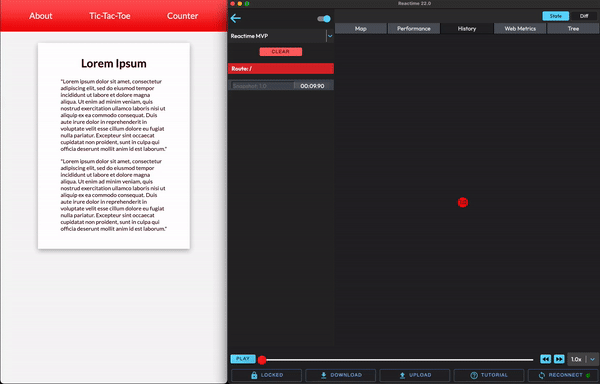 About Tic-Tac-Toe Counter
Lorem Ipsum
"Lorem ipsum dolor sit amet, consectetur
adipiscing elit, sed do eiusmod tempor
incididunt ut labore et dolore magna
aliqua. Ut enim ad minim veniam, quis
nostrud exercitation ullamco laboris nisi ut
aliquip ex ea commodo consequat. Duis
aute irure dolor in reprehenderit in
voluptate velit esse cillum dolore eu fugiat
nulla pariatur. Excepteur sint occaecat
cupidatat non proident, sunt in culpa qui
officia deserunt mollit anim id est laborum."
"Lorem ipsum dolor sit amet, consectetur
adipiscing elit, sed do eiusmod tempor
incididunt ut labore et dolore magna
aliqua. Ut enim ad minim veniam, quis
nostrud exercitation ullamco laboris nisi ut
aliquip ex ea commodo consequat. Duis
aute irure dolor in reprehenderit in
voluptate velit esse cillum dolore eu fugiat
nulla pariatur. Excepteur sint occaecat
cupidatat non proident, sunt in culpa qui
officia deserunt mollit anim id est laborum."
Reactime 22.0
State Diff
Reactime MVP
Map Performance History Web Metrics Tree
CLEAR
Route: /
Snapshot: 1.0 00:09.90
PLAY 1.0x
LOCKED DOWNLOAD UPLOAD TUTORIAL RECONNECT